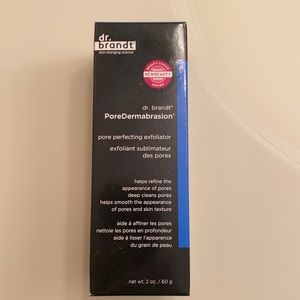 dr.
brandt®
skin-changing science
NEWBEAUTY
AWARD
dr. brandt®
PoreDermabrasion™
pore perfecting exfoliator
exfoliant sublimateur
des pores
helps refine the
appearance of pores
deep cleans pores
helps smooth the appearance
of pores and skin texture
aide à affiner les pores
nettoie les pores en profondeur
aide à lisser l'apparence
du grain de peau
net wt. 2 oz. / 60 g